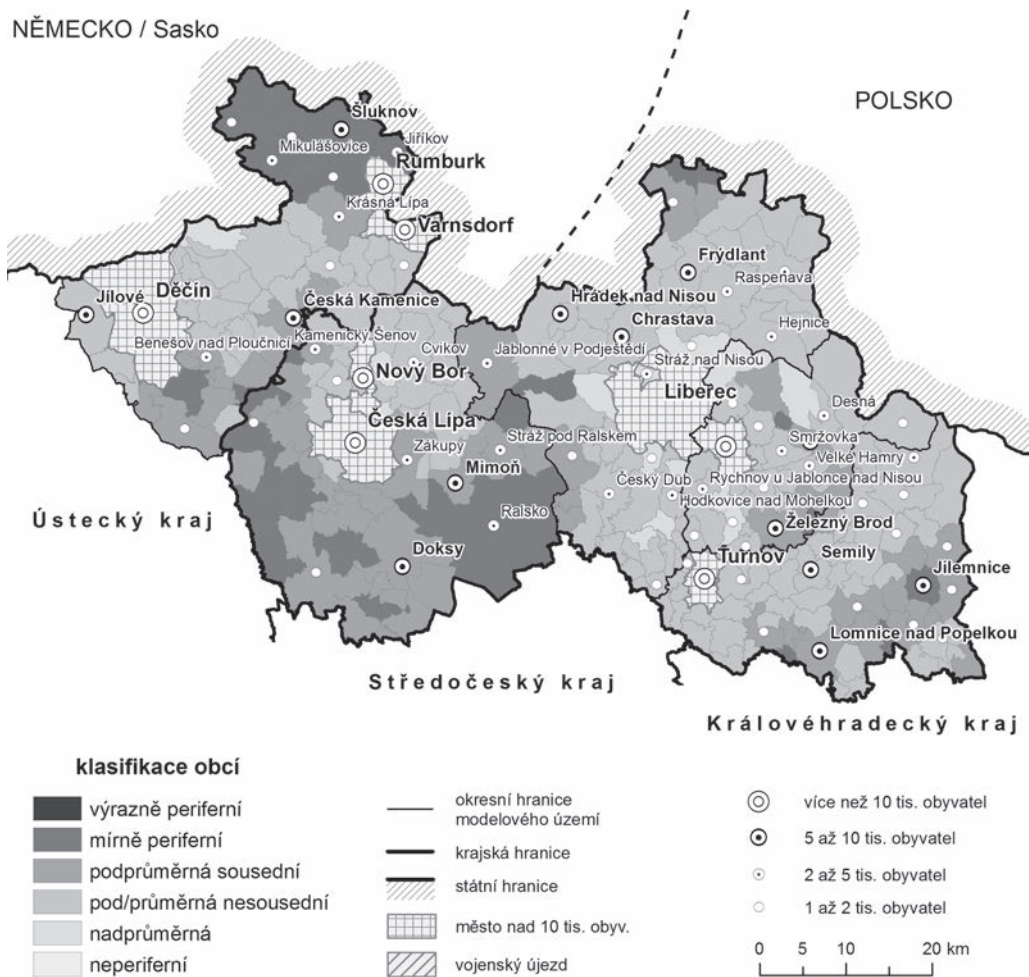 NĚMECKO / Sasko
POLSKO
Šluknov
Mikulášovice
Jiříkov
Rumburk
Krásná Lípa
Varnsdorf
Frýdlant
Raspenava
Děčín
Jílové
Česká Kamenice
Hrádek nad Nisou
Chrastava
Hejnice
Benešov nad Ploučnicí
Kamenický Šenov
Cvikov
Jablonné v Podještědí
Stráž nad Nisou
Nový Bor
Liberec
Desná
Česká Lípa
Stráž pod Ralskem
Smržovka
Zákupy
Velké Hamry
Mimoň
Český Dub
Rychnov u Jablonce nad Nisou
Hodkovice nad Mohelkou
Ralsko
Železný Brod
Ústecký kraj
Doksy
Turnov
Semily
Jilemnice
Lomnice nad Popelkou
Středočeský kraj
Královéhradecký kraj
klasifikace obcí
výrazně periferní
mírně periferní
podprůměrná sousední
pod/průměrná nesousední
nadprůměrná
neperiferní
okresní hranice
modelového území
krajská hranice
státní hranice
město nad 10 tis. obyv.
vojenský újezd
více než 10 tis. obyvatel
5 až 10 tis. obyvatel
2 až 5 tis. obyvatel
1 až 2 tis. obyvatel
0 5 10 20 km